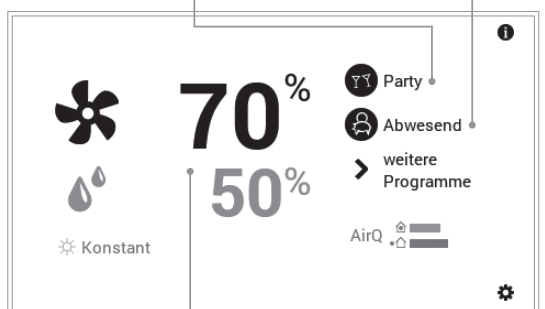 70%
Party
Abwesend
weitere
Programme
50%
AirQ
Konstant